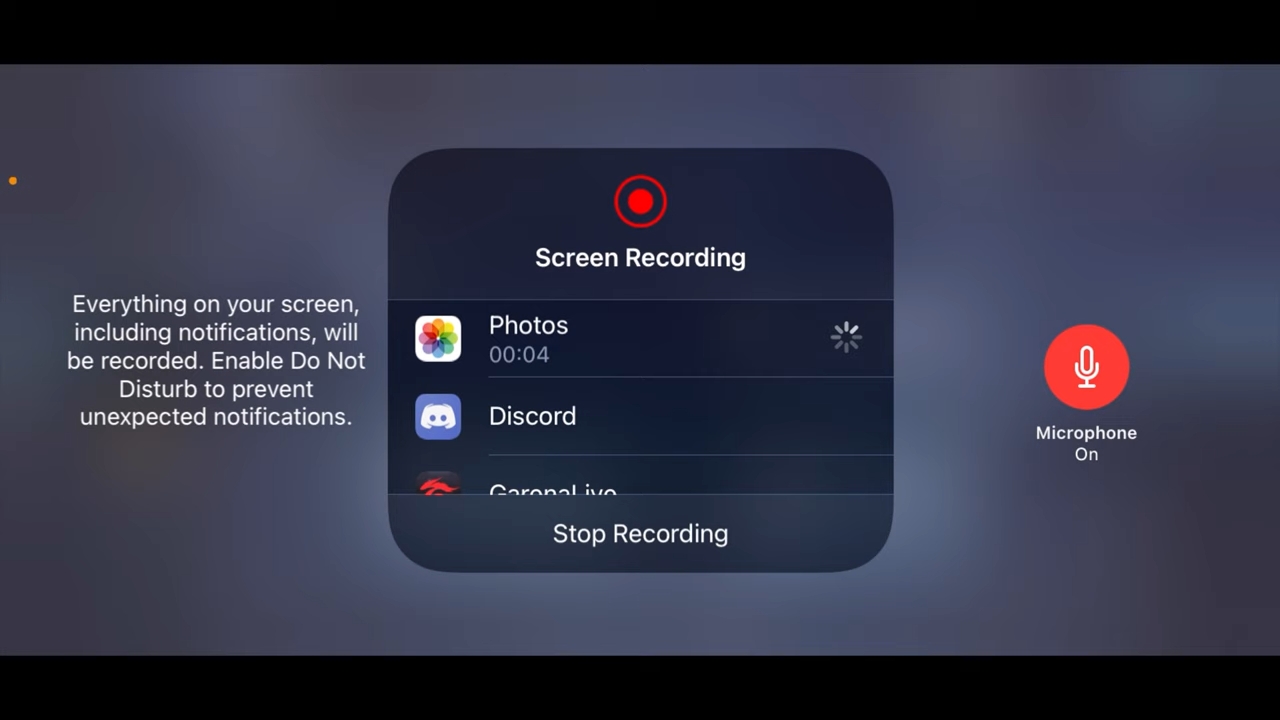 Everything on your screen,
including notifications, will
be recorded. Enable Do Not
Disturb to prevent
unexpected notifications.
Screen Recording
Photos
00:04
Discord
GarenaLive
Stop Recording
Microphone
On